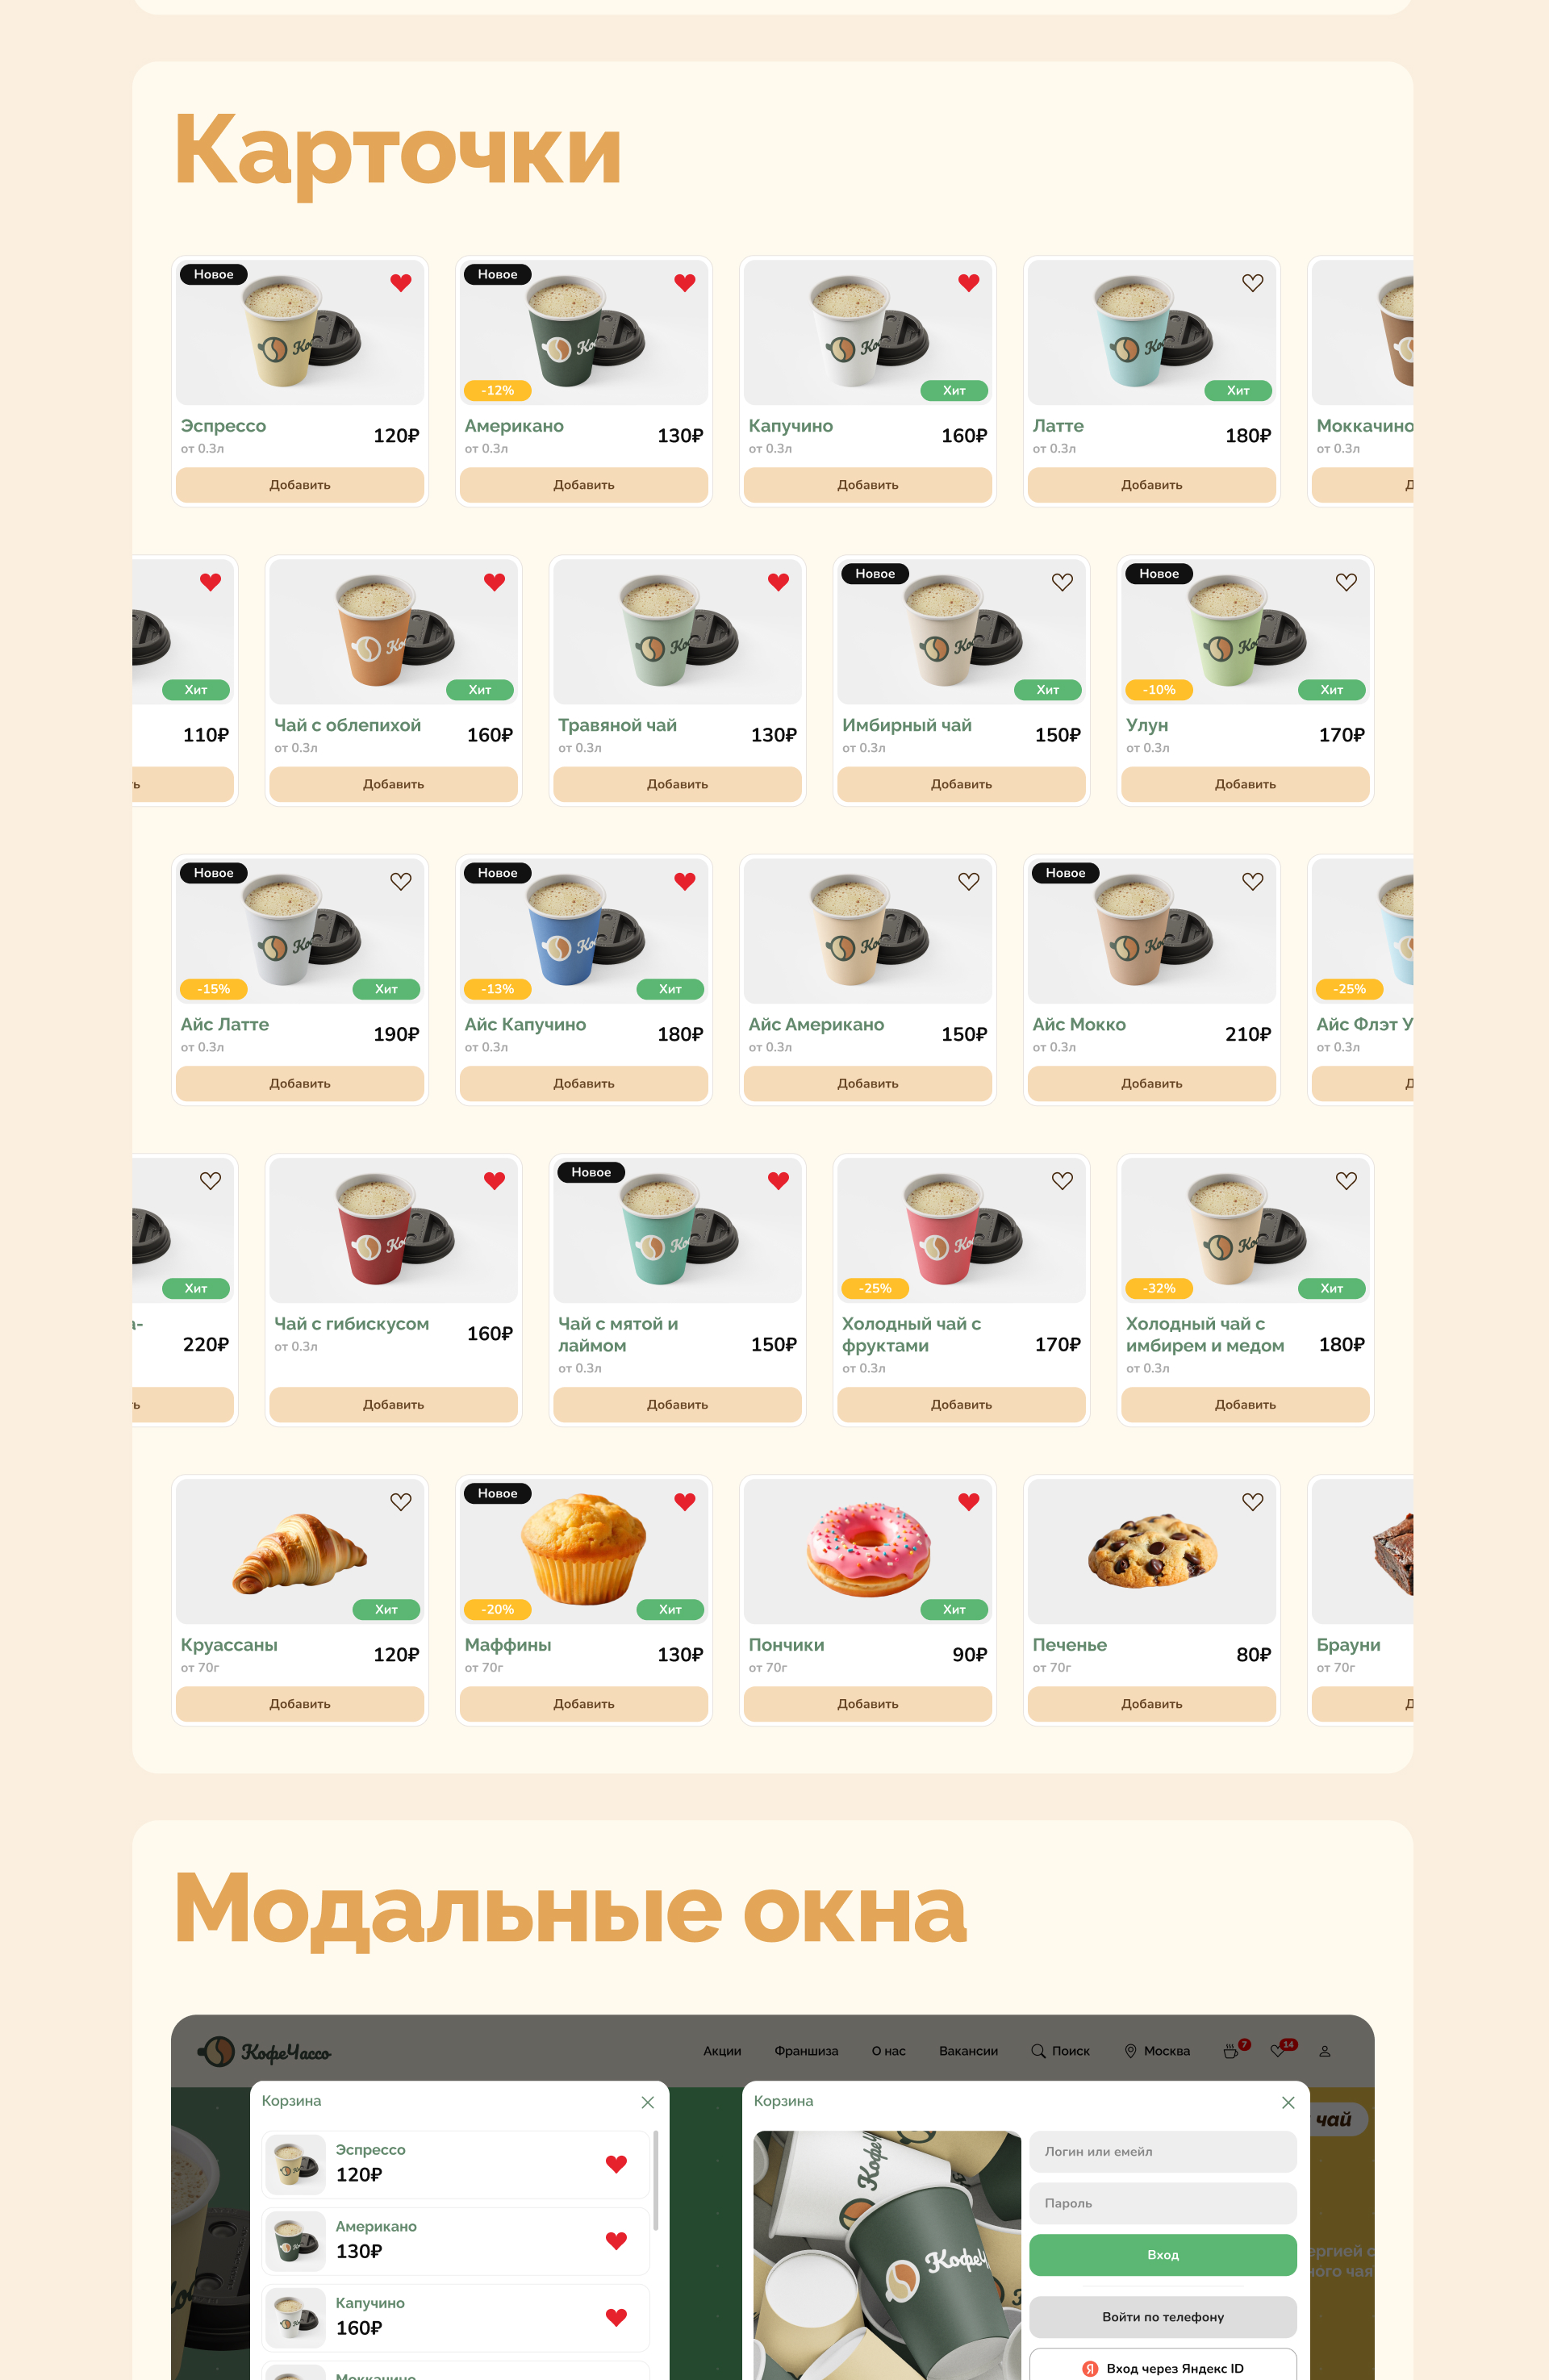 Карточки
Новое
Новое
-12%
Хит
Хит
Эспрессо
от 0.3л
120₽
Американо
от 0.3л
130₽
Капучино
от 0.3л
160₽
Латте
от 0.3л
180₽
Моккачино
от 0.3л
Добавить
Добавить
Добавить
Добавить
Новое
Новое
Хит
Хит
Хит
-10%
Хит
110₽
Чай с облепихой
от 0.3л
160₽
Травяной чай
от 0.3л
130₽
Имбирный чай
от 0.3л
150₽
Улун
от 0.3л
170₽
Добавить
Добавить
Добавить
Добавить
Новое
Новое
Новое
-15%
Хит
-13%
Хит
-25%
Айс Латте
от 0.3л
190₽
Айс Капучино
от 0.3л
180₽
Айс Американо
от 0.3л
150₽
Айс Мокко
от 0.3л
210₽
Айс Флэт У
от 0.3л
Добавить
Добавить
Добавить
Добавить
Новое
Хит
-25%
-32%
Хит
220₽
Чай с гибискусом
от 0.3л
160₽
Чай с мятой и
лаймом
от 0.3л
150₽
Холодный чай с
фруктами
от 0.3л
170₽
Холодный чай с
имбирем и медом
от 0.3л
180₽
Добавить
Добавить
Добавить
Добавить
Новое
Хит
-20%
Хит
Хит
Круассаны
от 70г
120₽
Маффины
от 70г
130₽
Пончики
от 70г
90₽
Печенье
от 70г
80₽
Брауни
от 70г
Добавить
Добавить
Добавить
Добавить
Модальные окна
КофеЧассо
Акции
Франшиза
О нас
Вакансии
Поиск
Москва
7
14
Корзина
Эспрессо
120₽
Американо
130₽
Капучино
160₽
Моккачино
Корзина
Логин или емейл
Пароль
Вход
Войти по телефону
Я Вход через Яндекс ID
чай
ергией с
ного чая